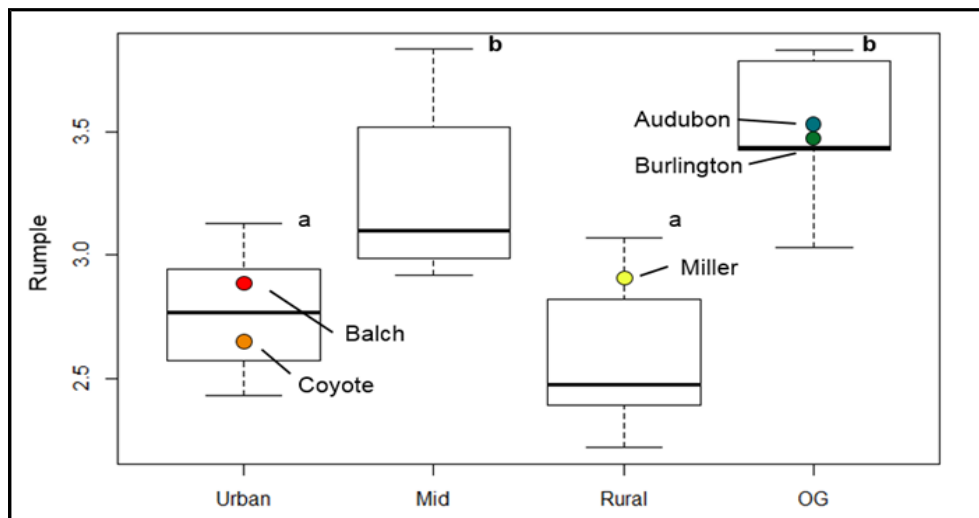 b
b
Audubon
3.5
Burlington
a
a
Rumple
3.0
Miller
Balch
Coyote
2.5
Urban
Mid
Rural
OG